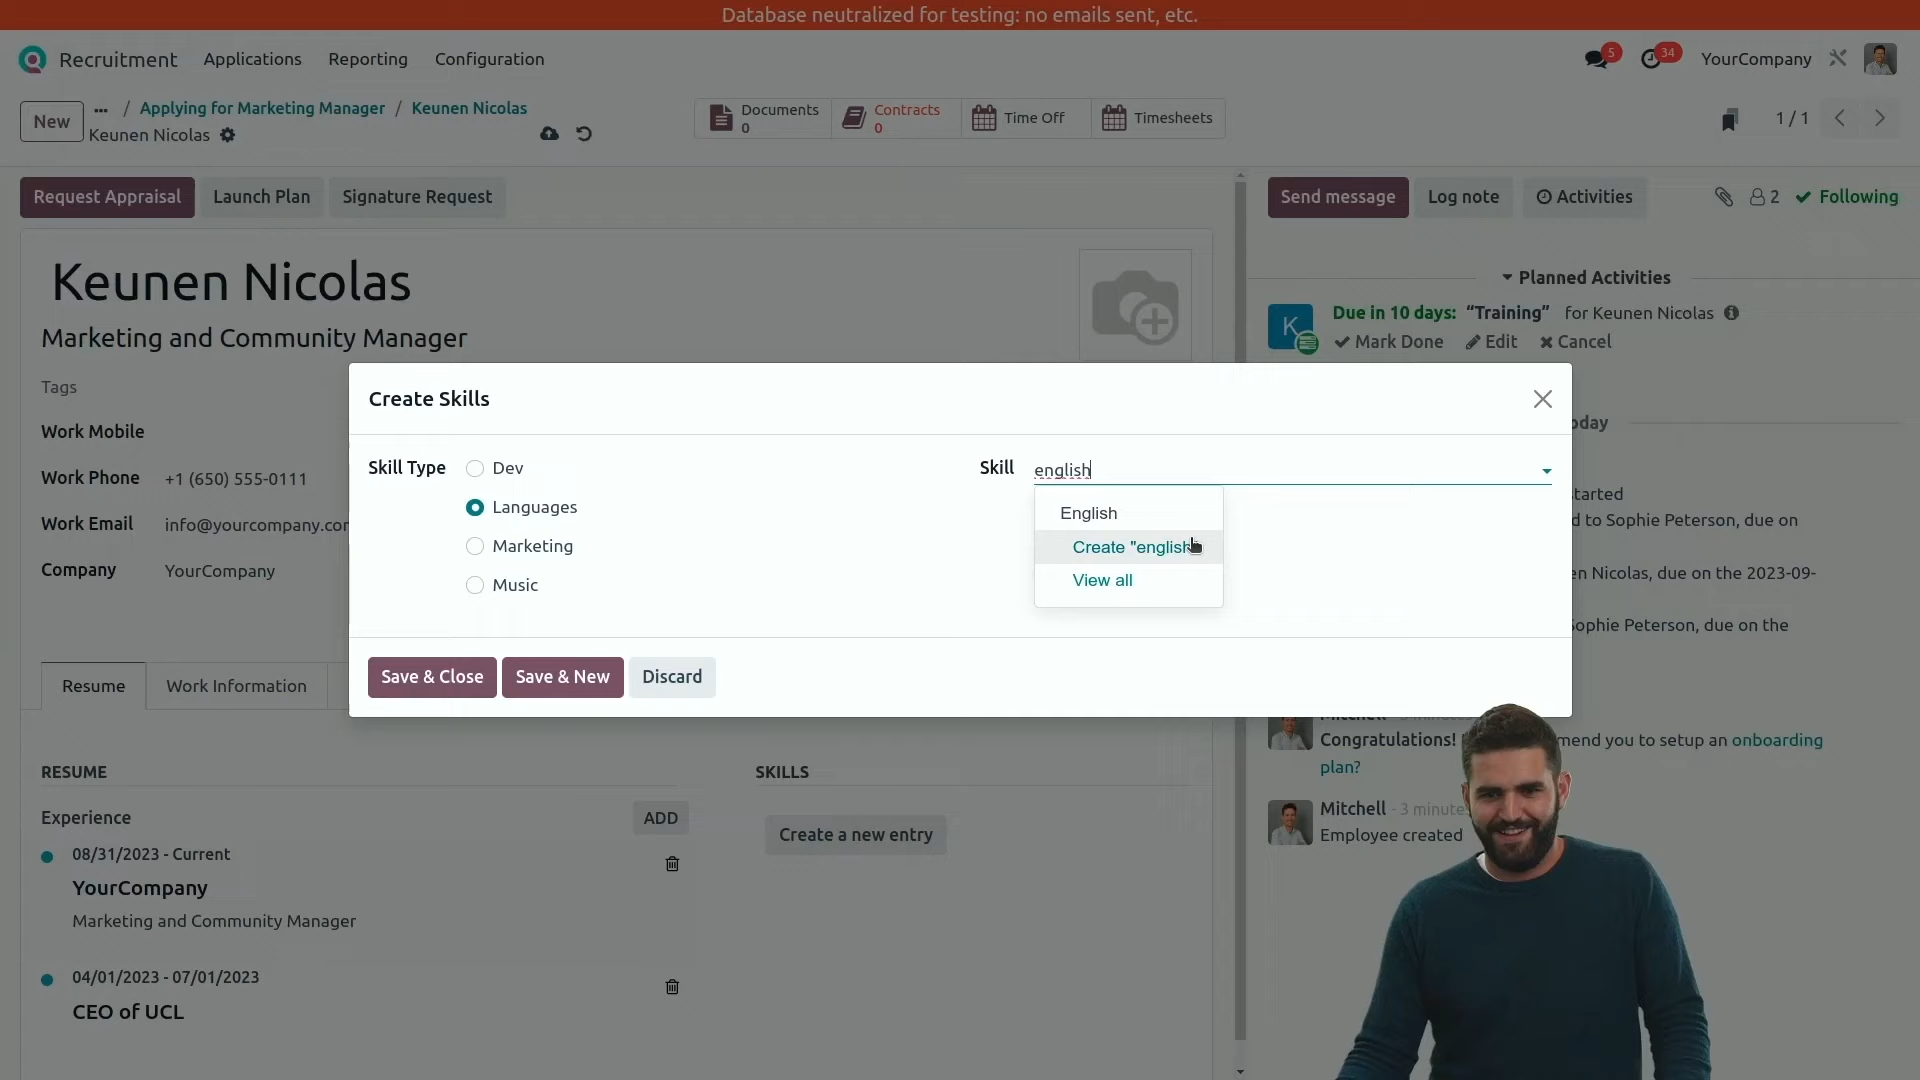 Database neutralized for testing: no emails sent, etc.
Recruitment Applications Reporting Configuration
5 34 YourCompany
New ... / Applying for Marketing Manager / Keunen Nicolas
Keunen Nicolas
Documents 0
Contracts 0
Time Off
Timesheets
1 / 1
Request Appraisal Launch Plan Signature Request
Send message Log note Activities 2 Following
Keunen Nicolas
Marketing and Community Manager
Tags
Work Mobile
Work Phone +1 (650) 555-0111
Work Email info@yourcompany.com
Company YourCompany
Planned Activities
K
Due in 10 days: “Training” for Keunen Nicolas
Mark Done Edit Cancel
Create Skills
Skill Type
Dev
Languages
Marketing
Music
Skill english
English
Create "english
View all
Save & Close Save & New Discard
oday
started
d to Sophie Peterson, due on
en Nicolas, due on the 2023-09-
Sophie Peterson, due on the
Resume Work Information
RESUME
Experience
ADD
08/31/2023 - Current
YourCompany
Marketing and Community Manager
04/01/2023 - 07/01/2023
CEO of UCL
SKILLS
Create a new entry
Mitchell - 3 minutes
Congratulations! mend you to setup an onboarding
plan?
Mitchell - 3 minutes
Employee created